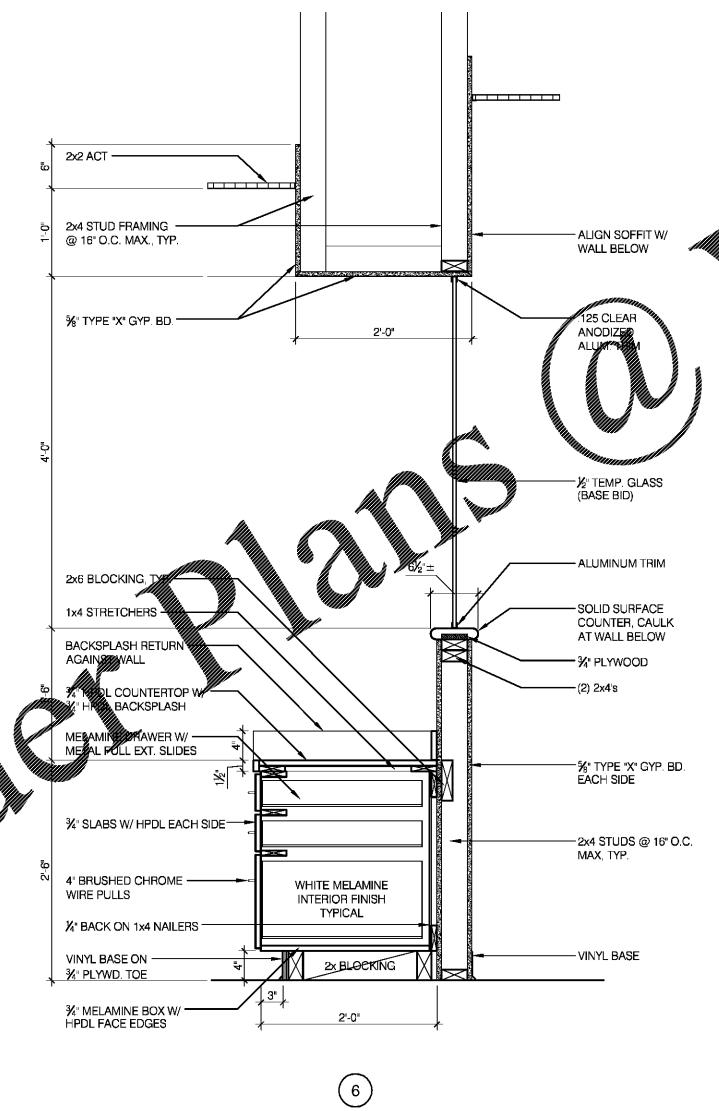 2x2 ACT
6"
2x4 STUD FRAMING
@ 16" O.C. MAX., TYP.
1'-0"
ALIGN SOFFIT W/
WALL BELOW
⅝" TYPE "X" GYP. BD.
2'-0"
.125 CLEAR
ANODIZED
ALUM. TRIM
4'-0"
½" TEMP. GLASS
(BASE BID)
2x6 BLOCKING, TYP.
6½" ±
ALUMINUM TRIM
1x4 STRETCHERS
SOLID SURFACE
COUNTER, CAULK
AT WALL BELOW
BACKSPLASH RETURN
AGAINST WALL
¾" PLYWOOD
(2) 2x4's
HPDL COUNTERTOP W/
HPDL BACKSPLASH
MELAMINE DRAWER W/
METAL FULL EXT. SLIDES
4"
1½"
⅝" TYPE "X" GYP. BD.
EACH SIDE
¾" SLABS W/ HPDL EACH SIDE
2x4 STUDS @ 16" O.C.
MAX, TYP.
2'-6"
4" BRUSHED CHROME
WIRE PULLS
WHITE MELAMINE
INTERIOR FINISH
TYPICAL
¼" BACK ON 1x4 NAILERS
VINYL BASE ON
¾" PLYWD. TOE
4"
2x BLOCKING
VINYL BASE
3"
¾" MELAMINE BOX W/
HPDL FACE EDGES
2'-0"
6
Plans @